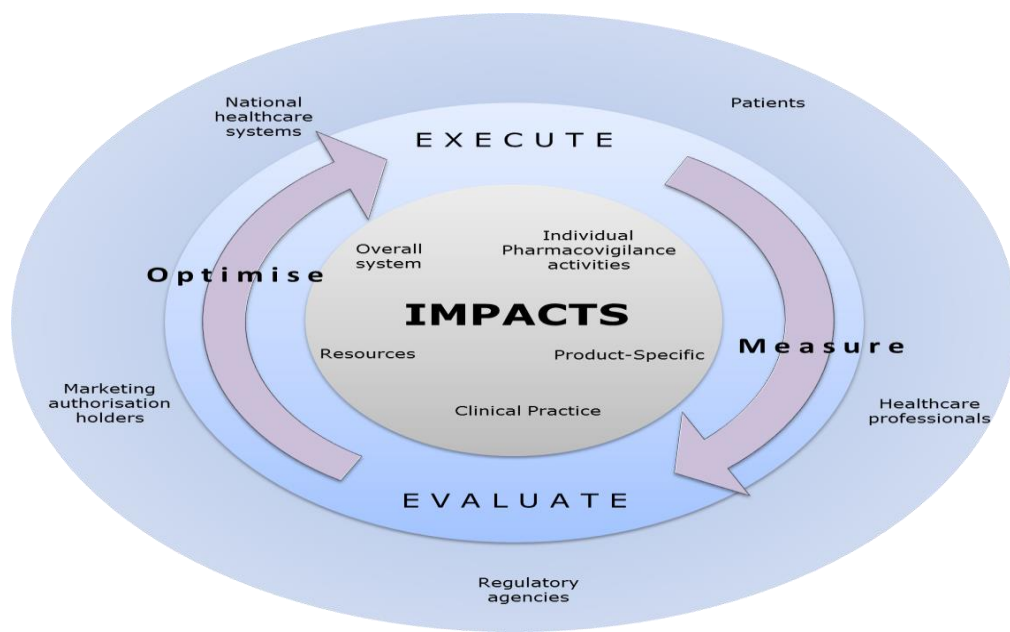 National
healthcare
systems
Patients
EXECUTE
Overall
system
Individual
Pharmacovigilance
activities
Optimise
IMPACTS
Measure
Resources
Product-Specific
Marketing
authorisation
holders
Clinical Practice
Healthcare
professionals
EVALUATE
Regulatory
agencies